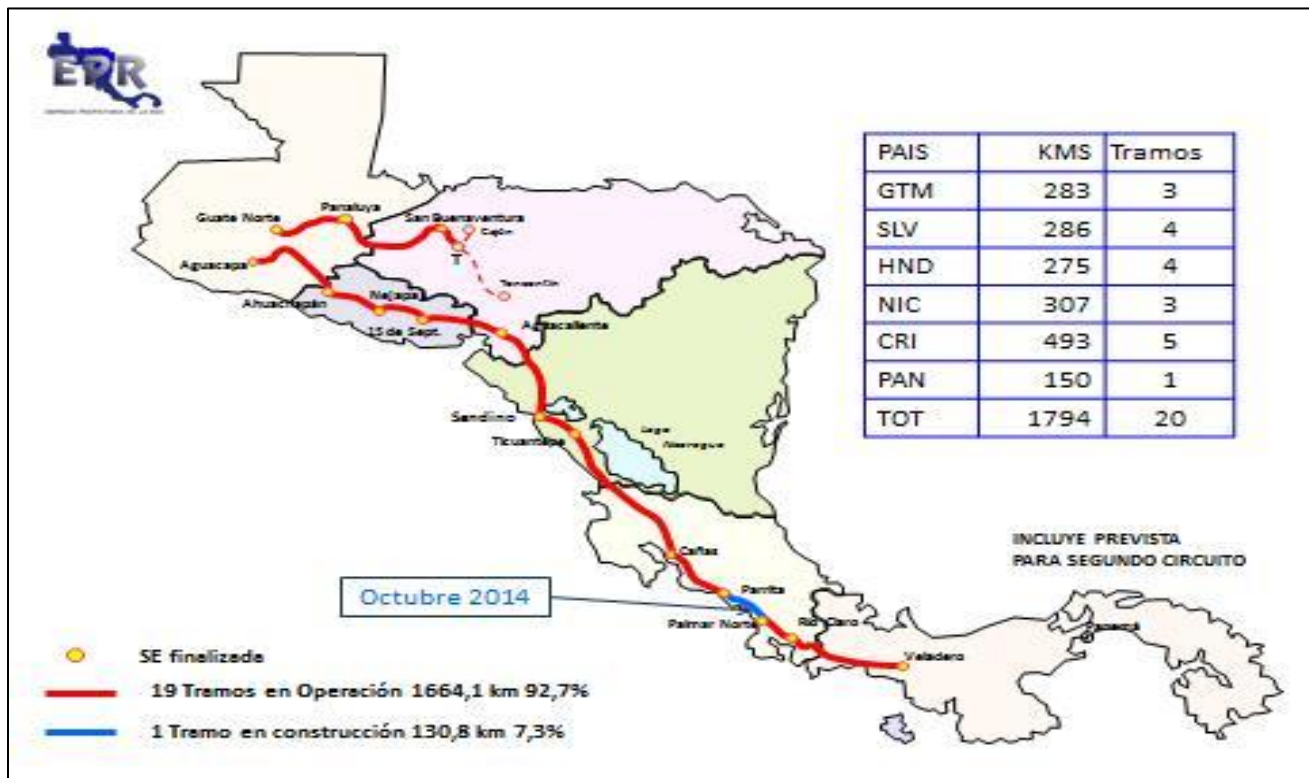 EPR
PAIS KMS Tramos
GTM 283 3
SLV 286 4
HND 275 4
NIC 307 3
CRI 493 5
PAN 150 1
TOT 1794 20
Panaluya
Guate Norte
San Buenaventura
Cajón
Aguacapa
T
Ahuachapán
Nejapa
15 de Sept.
Aguacaliente
Sandino
Ticuantepe
Lago
Nicaragua
Cañas
INCLUYE PREVISTA
PARA SEGUNDO CIRCUITO
Octubre 2014
Parrita
Palmar Norte
Rio Claro
Panamá
Veladero
SE finalizada
19 Tramos en Operación 1664,1 km 92,7%
1 Tramo en construcción 130,8 km 7,3%